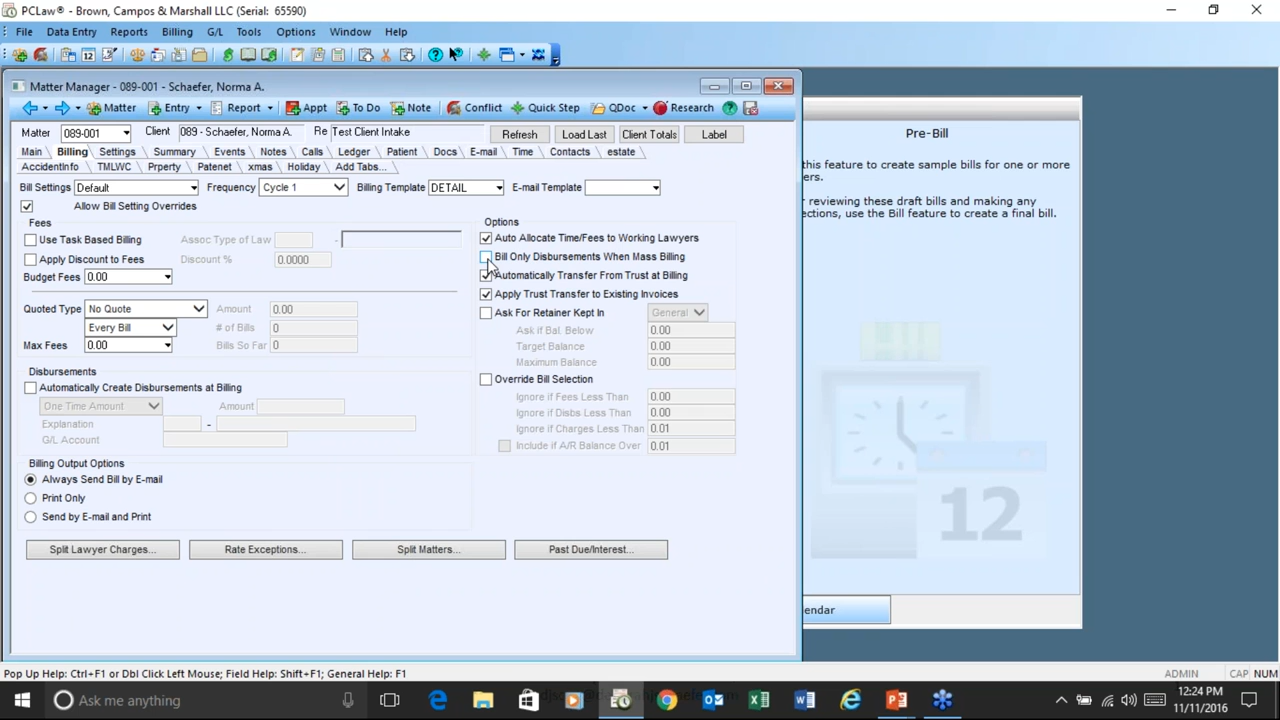 PCLaw® - Brown, Campos & Marshall LLC (Serial: 65590)
File Data Entry Reports Billing G/L Tools Options Window Help
Matter Manager - 089-001 - Schaefer, Norma A.
Matter Entry Report Appt To Do Note Conflict Quick Step QDoc Research
Matter 089-001 Client 089 - Schaefer, Norma A. Re Test Client Intake Refresh Load Last Client Totals Label
Main Billing Settings Summary Events Notes Calls Ledger Patient Docs E-mail Time Contacts estate
AccidentInfo TMLWC Prperty Patenet xmas Holiday Add Tabs...
Bill Settings Default Frequency Cycle 1 Billing Template DETAIL E-mail Template
Allow Bill Setting Overrides
Fees
Use Task Based Billing Assoc Type of Law -
Apply Discount to Fees Discount % 0.0000
Budget Fees 0.00
Quoted Type No Quote Amount 0.00
Every Bill # of Bills 0
Max Fees 0.00 Bills So Far 0
Disbursements
Automatically Create Disbursements at Billing
One Time Amount Amount
Explanation -
G/L Account
Billing Output Options
Always Send Bill by E-mail
Print Only
Send by E-mail and Print
Options
Auto Allocate Time/Fees to Working Lawyers
Bill Only Disbursements When Mass Billing
Automatically Transfer From Trust at Billing
Apply Trust Transfer to Existing Invoices
Ask For Retainer Kept In General
Ask if Bal. Below 0.00
Target Balance 0.00
Maximum Balance 0.00
Override Bill Selection
Ignore if Fees Less Than 0.00
Ignore if Disbs Less Than 0.00
Ignore if Charges Less Than 0.01
Include if A/R Balance Over 0.01
Split Lawyer Charges... Rate Exceptions... Split Matters... Past Due/Interest...
Pre-Bill
this feature to create sample bills for one or more
ers.
r reviewing these draft bills and making any
ections, use the Bill feature to create a final bill.
12
endar
Pop Up Help: Ctrl+F1 or Dbl Click Left Mouse; Field Help: Shift+F1; General Help: F1 ADMIN CAP NUM
Ask me anything
12:24 PM
11/11/2016